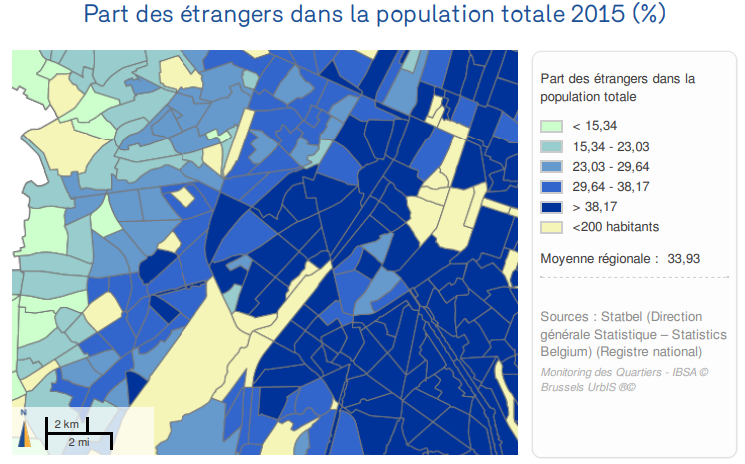 Part des étrangers dans la population totale 2015 (%)
Part des étrangers dans la
population totale
< 15,34
15,34 - 23,03
23,03 - 29,64
29,64 - 38,17
> 38,17
<200 habitants
Moyenne régionale : 33,93
Sources : Statbel (Direction
générale Statistique – Statistics
Belgium) (Registre national)
Monitoring des Quartiers - IBSA ©
Brussels UrbIS ®©
N
2 km
2 mi